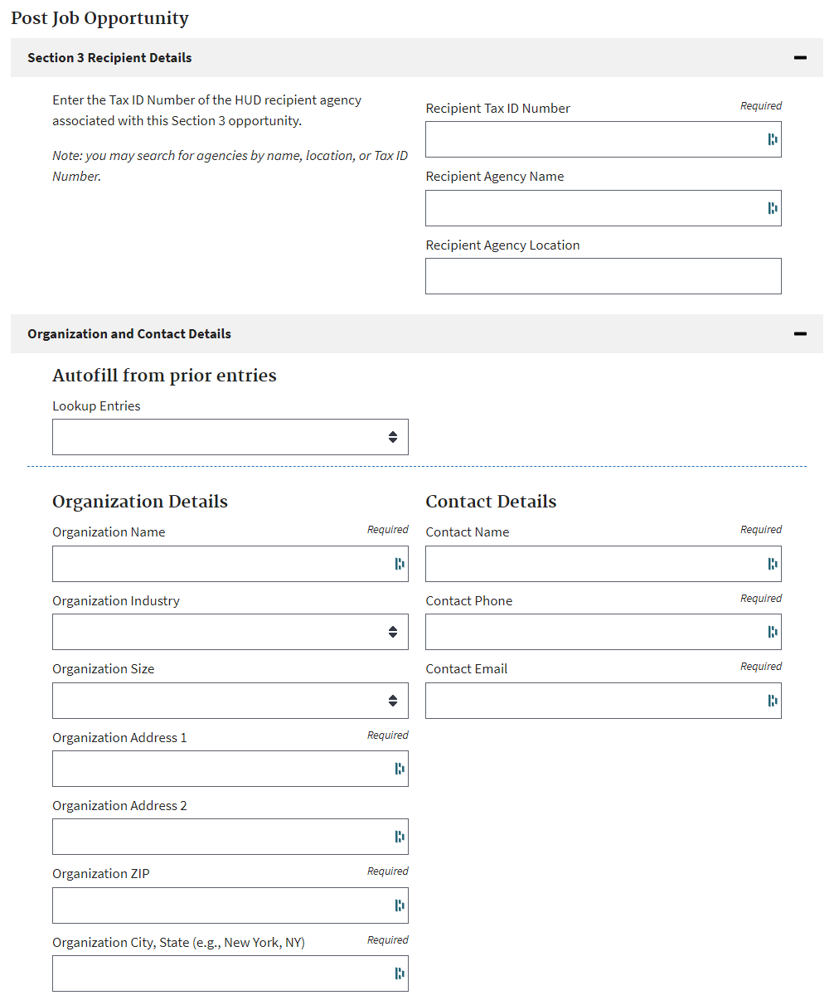 Post Job Opportunity
Section 3 Recipient Details
Enter the Tax ID Number of the HUD recipient agency
associated with this Section 3 opportunity.
Note: you may search for agencies by name, location, or Tax ID
Number.
Recipient Tax ID Number Required
Recipient Agency Name
Recipient Agency Location
Organization and Contact Details
Autofill from prior entries
Lookup Entries
Organization Details
Organization Name Required
Organization Industry
Organization Size
Organization Address 1 Required
Organization Address 2
Organization ZIP Required
Organization City, State (e.g., New York, NY) Required
Contact Details
Contact Name Required
Contact Phone Required
Contact Email Required